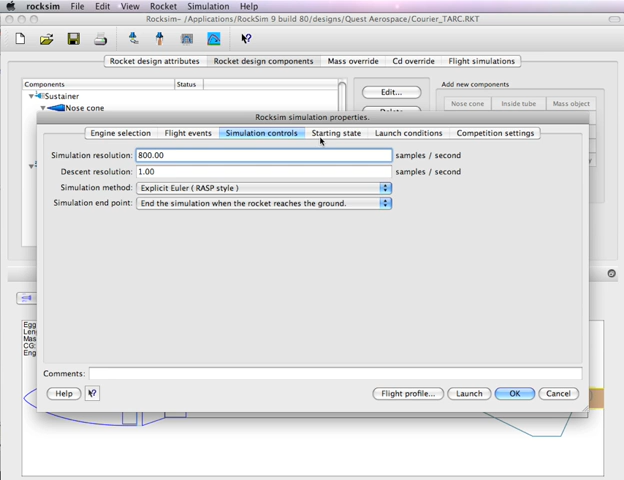 rocksim File Edit View Rocket Simulation Help
Rocksim- /Applications/RockSim 9 build 80/designs/Quest Aerospace/Courier_TARC.RKT
Rocket design attributes Rocket design components Mass override Cd override Flight simulations
Components Status
Sustainer
Nose cone
Edit...
Add new components
Nose cone Inside tube Mass object
Rocksim simulation properties.
Engine selection Flight events Simulation controls Starting state Launch conditions Competition settings
Simulation resolution: 800.00 samples / second
Descent resolution: 1.00 samples / second
Simulation method: Explicit Euler ( RASP style )
Simulation end point: End the simulation when the rocket reaches the ground.
Egg
Len
Mas
CG:
Eng
Comments:
Help Flight profile... Launch OK Cancel